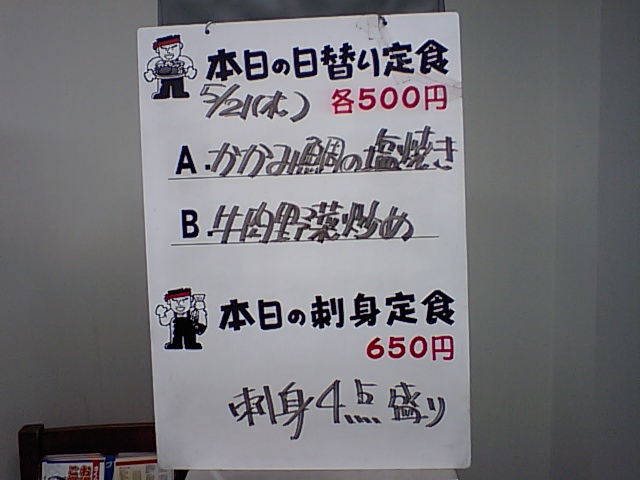 本日の日替り定食
5/21(水) 各500円
A.かがみ鯛の塩焼き
B.牛肉野菜炒め
本日の刺身定食
650円
刺身4点盛り